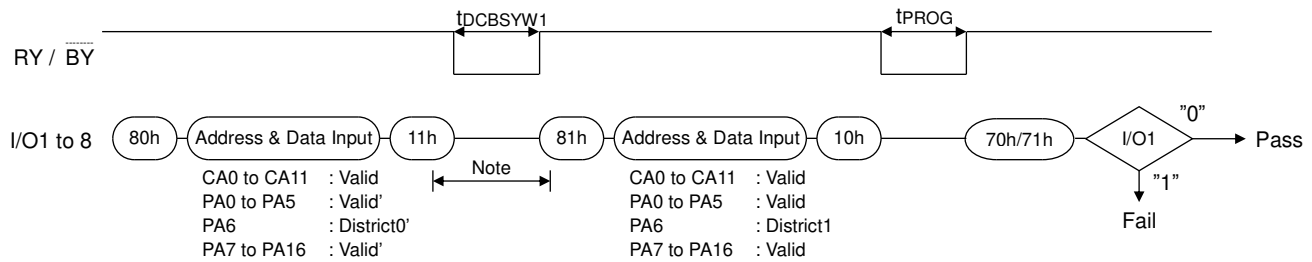 tDCBSYW1 tPROG
RY / BY
I/O1 to 8 80h Address & Data Input 11h 81h Address & Data Input 10h 70h/71h I/O1 "0" Pass
Note
"1"
Fail
CA0 to CA11 : Valid
PA0 to PA5 : Valid'
PA6 : District0'
PA7 to PA16 : Valid'
CA0 to CA11 : Valid
PA0 to PA5 : Valid
PA6 : District1
PA7 to PA16 : Valid